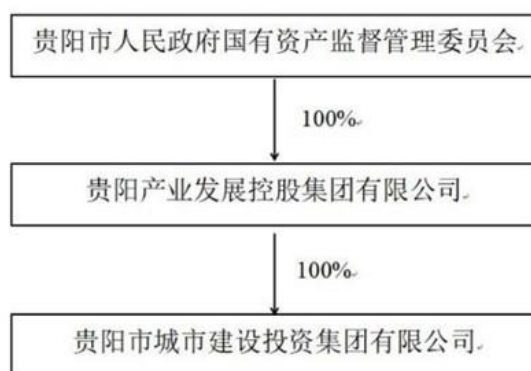 贵阳市人民政府国有资产监督管理委员会
100%
贵阳产业发展控股集团有限公司
100%
贵阳市城市建设投资集团有限公司